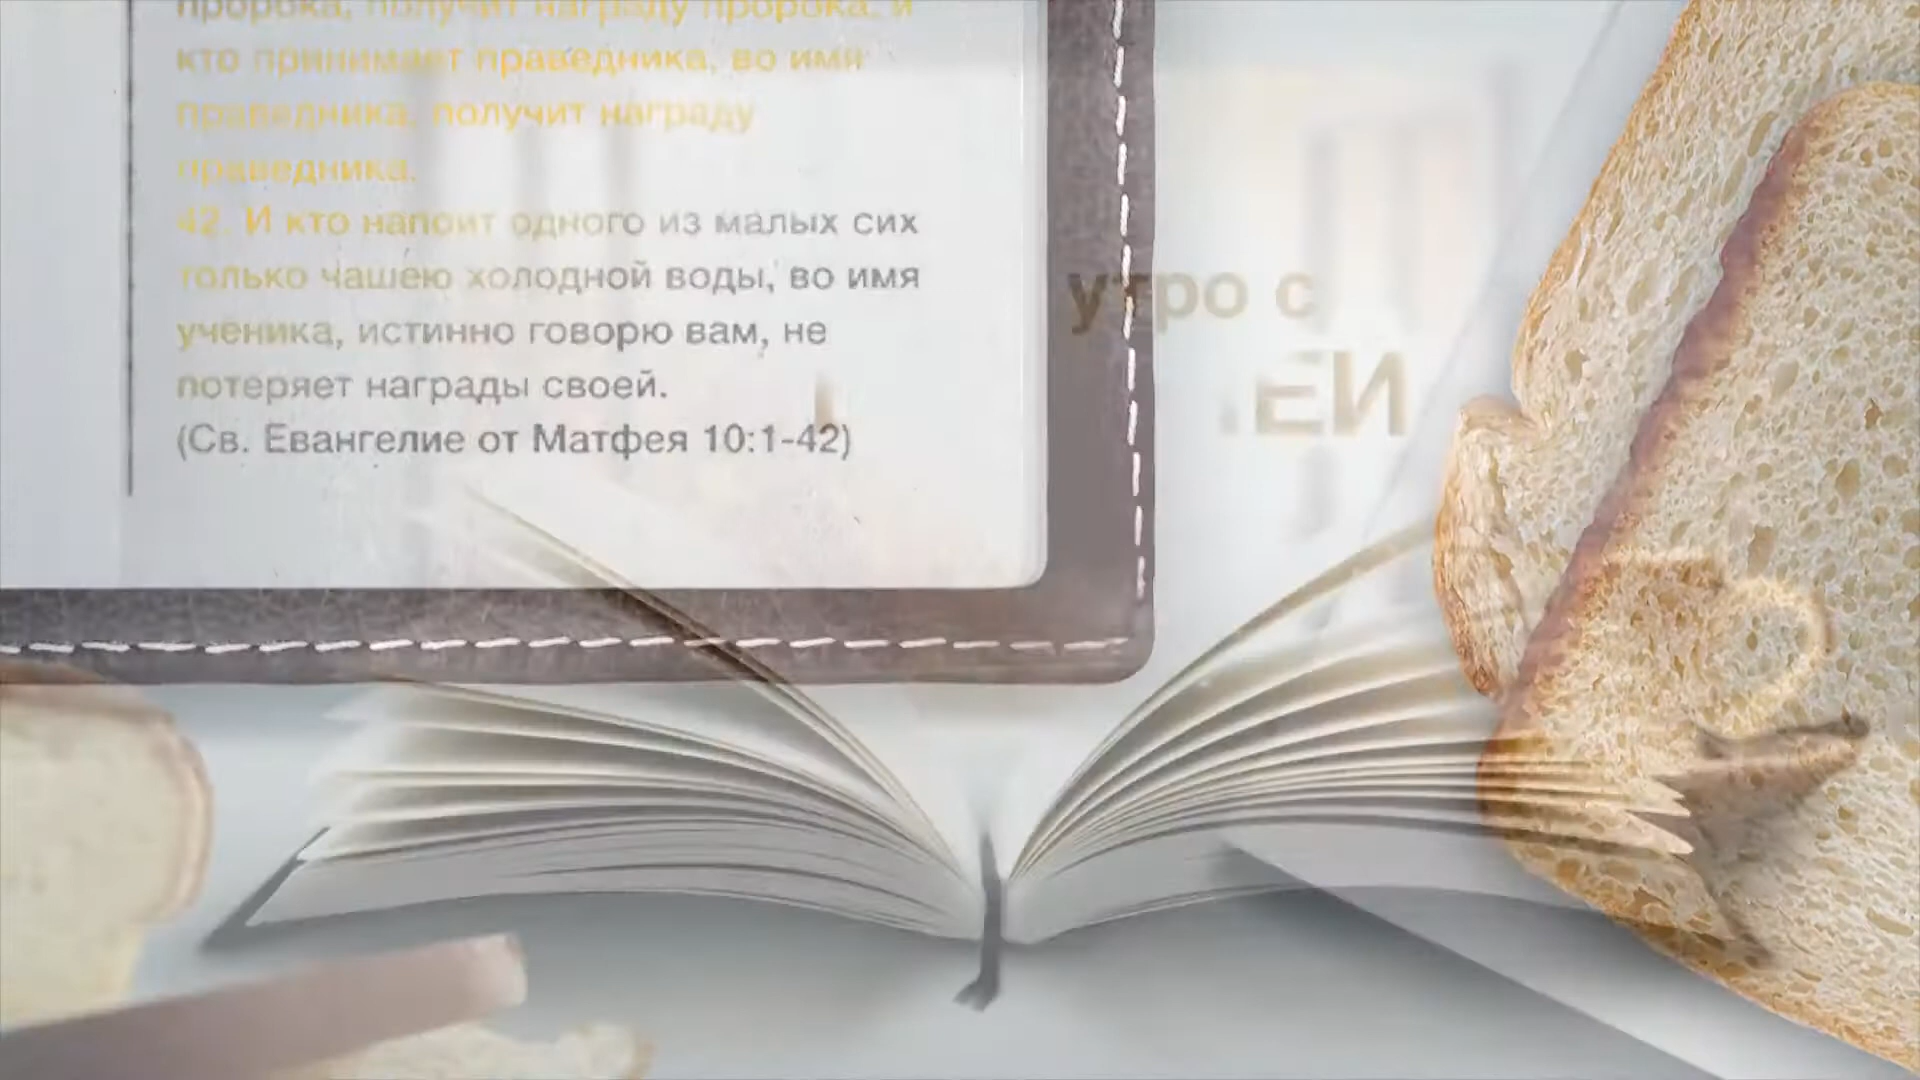 пророка, получит награду пророка; и
кто принимает праведника, во имя
праведника, получит награду
праведника.
42. И кто напоит одного из малых сих
только чашею холодной воды, во имя
ученика, истинно говорю вам, не
потеряет награды своей.
(Св. Евангелие от Матфея 10:1-42)
утро с
ЕИ